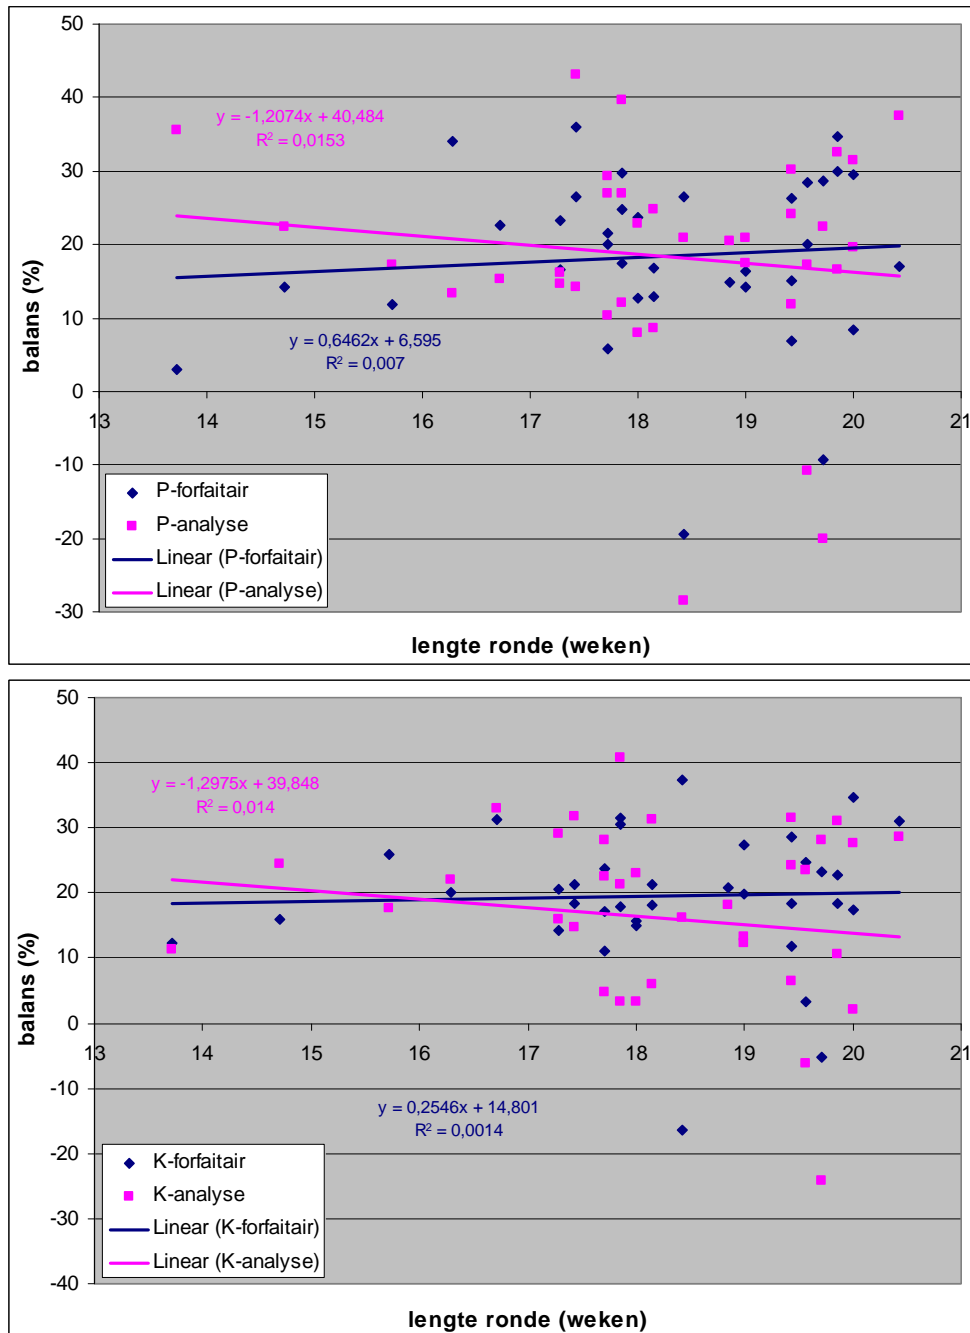 50
40
30
20
10
0
-10
-20
-30
balans (%)
y = -1,2074x + 40,484
R² = 0,0153
y = 0,6462x + 6,595
R² = 0,007
13 14 15 16 17 18 19 20 21
P-forfaitair
P-analyse
Linear (P-forfaitair)
Linear (P-analyse)
lengte ronde (weken)
50
40
30
20
10
0
-10
-20
-30
-40
balans (%)
y = -1,2975x + 39,848
R² = 0,014
13 14 15 16 17 18 19 20 21
y = 0,2546x + 14,801
R² = 0,0014
K-forfaitair
K-analyse
Linear (K-forfaitair)
Linear (K-analyse)
lengte ronde (weken)